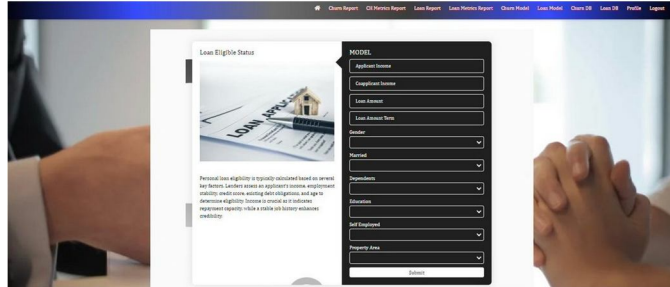 Churn Report CX Metrics Report Loan Report Loan Metrics Report Churn Model Loan Model Churn DB Loan DB Profile Logout
Loan Eligible Status
LOAN APPLICATION
Personal loan eligibility is typically calculated based on several
key factors. Lenders assess an applicant's income, employment
stability, credit score, existing debt obligations, and age to
determine eligibility. Income is crucial as it indicates
repayment capacity, while a stable job history enhances
credibility.
MODEL
Applicant Income
Coapplicant Income
Loan Amount
Loan Amount Term
Gender
Married
Dependents
Education
Self Employed
Property Area
Submit